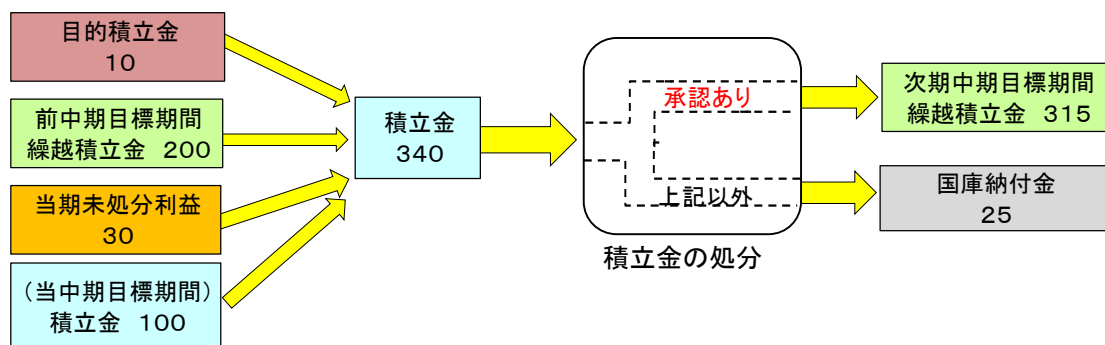 目的積立金
10
前中期目標期間
繰越積立金 200
当期未処分利益
30
(当中期目標期間)
積立金 100
積立金
340
承認あり
上記以外
積立金の処分
次期中期目標期間
繰越積立金 315
国庫納付金
25